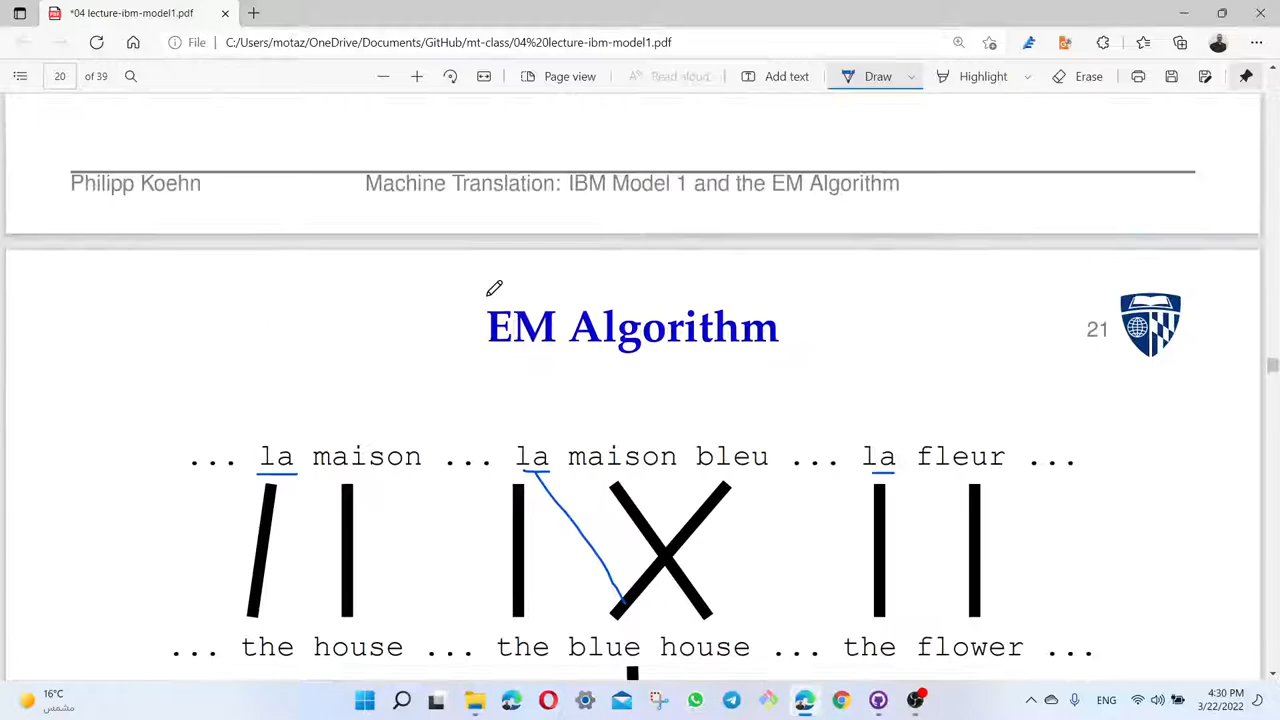 *04 lecture-ibm-model1.pdf
File C:/Users/motaz/OneDrive/Documents/GitHub/mt-class/04%20lecture-ibm-model1.pdf
20 of 39 Page view Read aloud Add text Draw Highlight Erase
Philipp Koehn Machine Translation: IBM Model 1 and the EM Algorithm
EM Algorithm 21
... la maison ... la maison bleu ... la fleur ...
... the house ... the blue house ... the flower ...
16°C ENG 4:30 PM
مشمس 3/22/2022